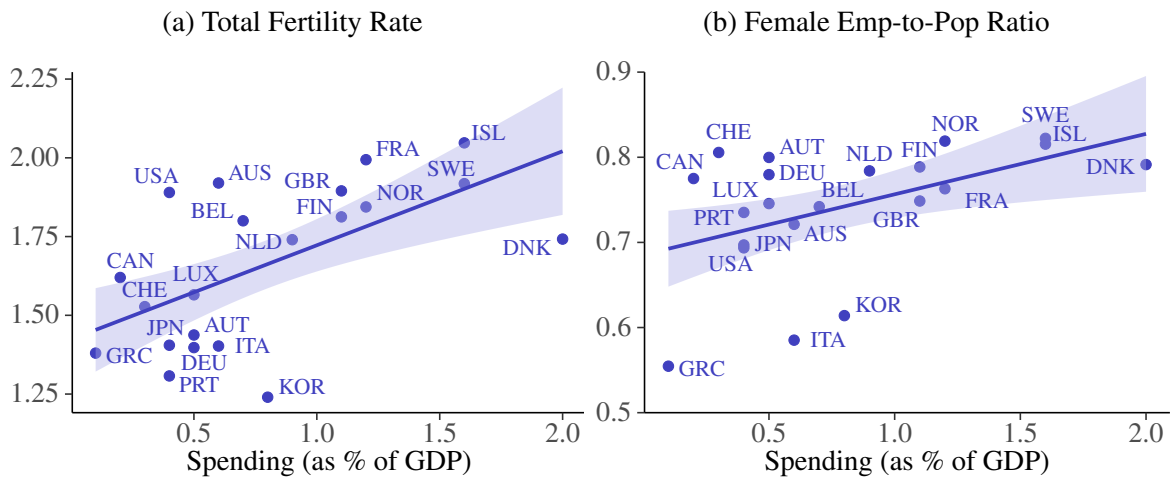 (a) Total Fertility Rate
2.25
2.00
1.75
1.50
1.25
ISL
FRA
SWE
USA
AUS
GBR
NOR
BEL
FIN
NLD
DNK
CAN
LUX
CHE
JPN
AUT
GRC
DEU
ITA
PRT
KOR
0.5 1.0 1.5 2.0
Spending (as % of GDP)
(b) Female Emp-to-Pop Ratio
0.9
0.8
0.7
0.6
0.5
SWE
CHE
NOR
ISL
AUT
NLD
FIN
CAN
DEU
DNK
LUX
BEL
PRT
GBR
FRA
JPN
AUS
USA
KOR
ITA
GRC
0.5 1.0 1.5 2.0
Spending (as % of GDP)